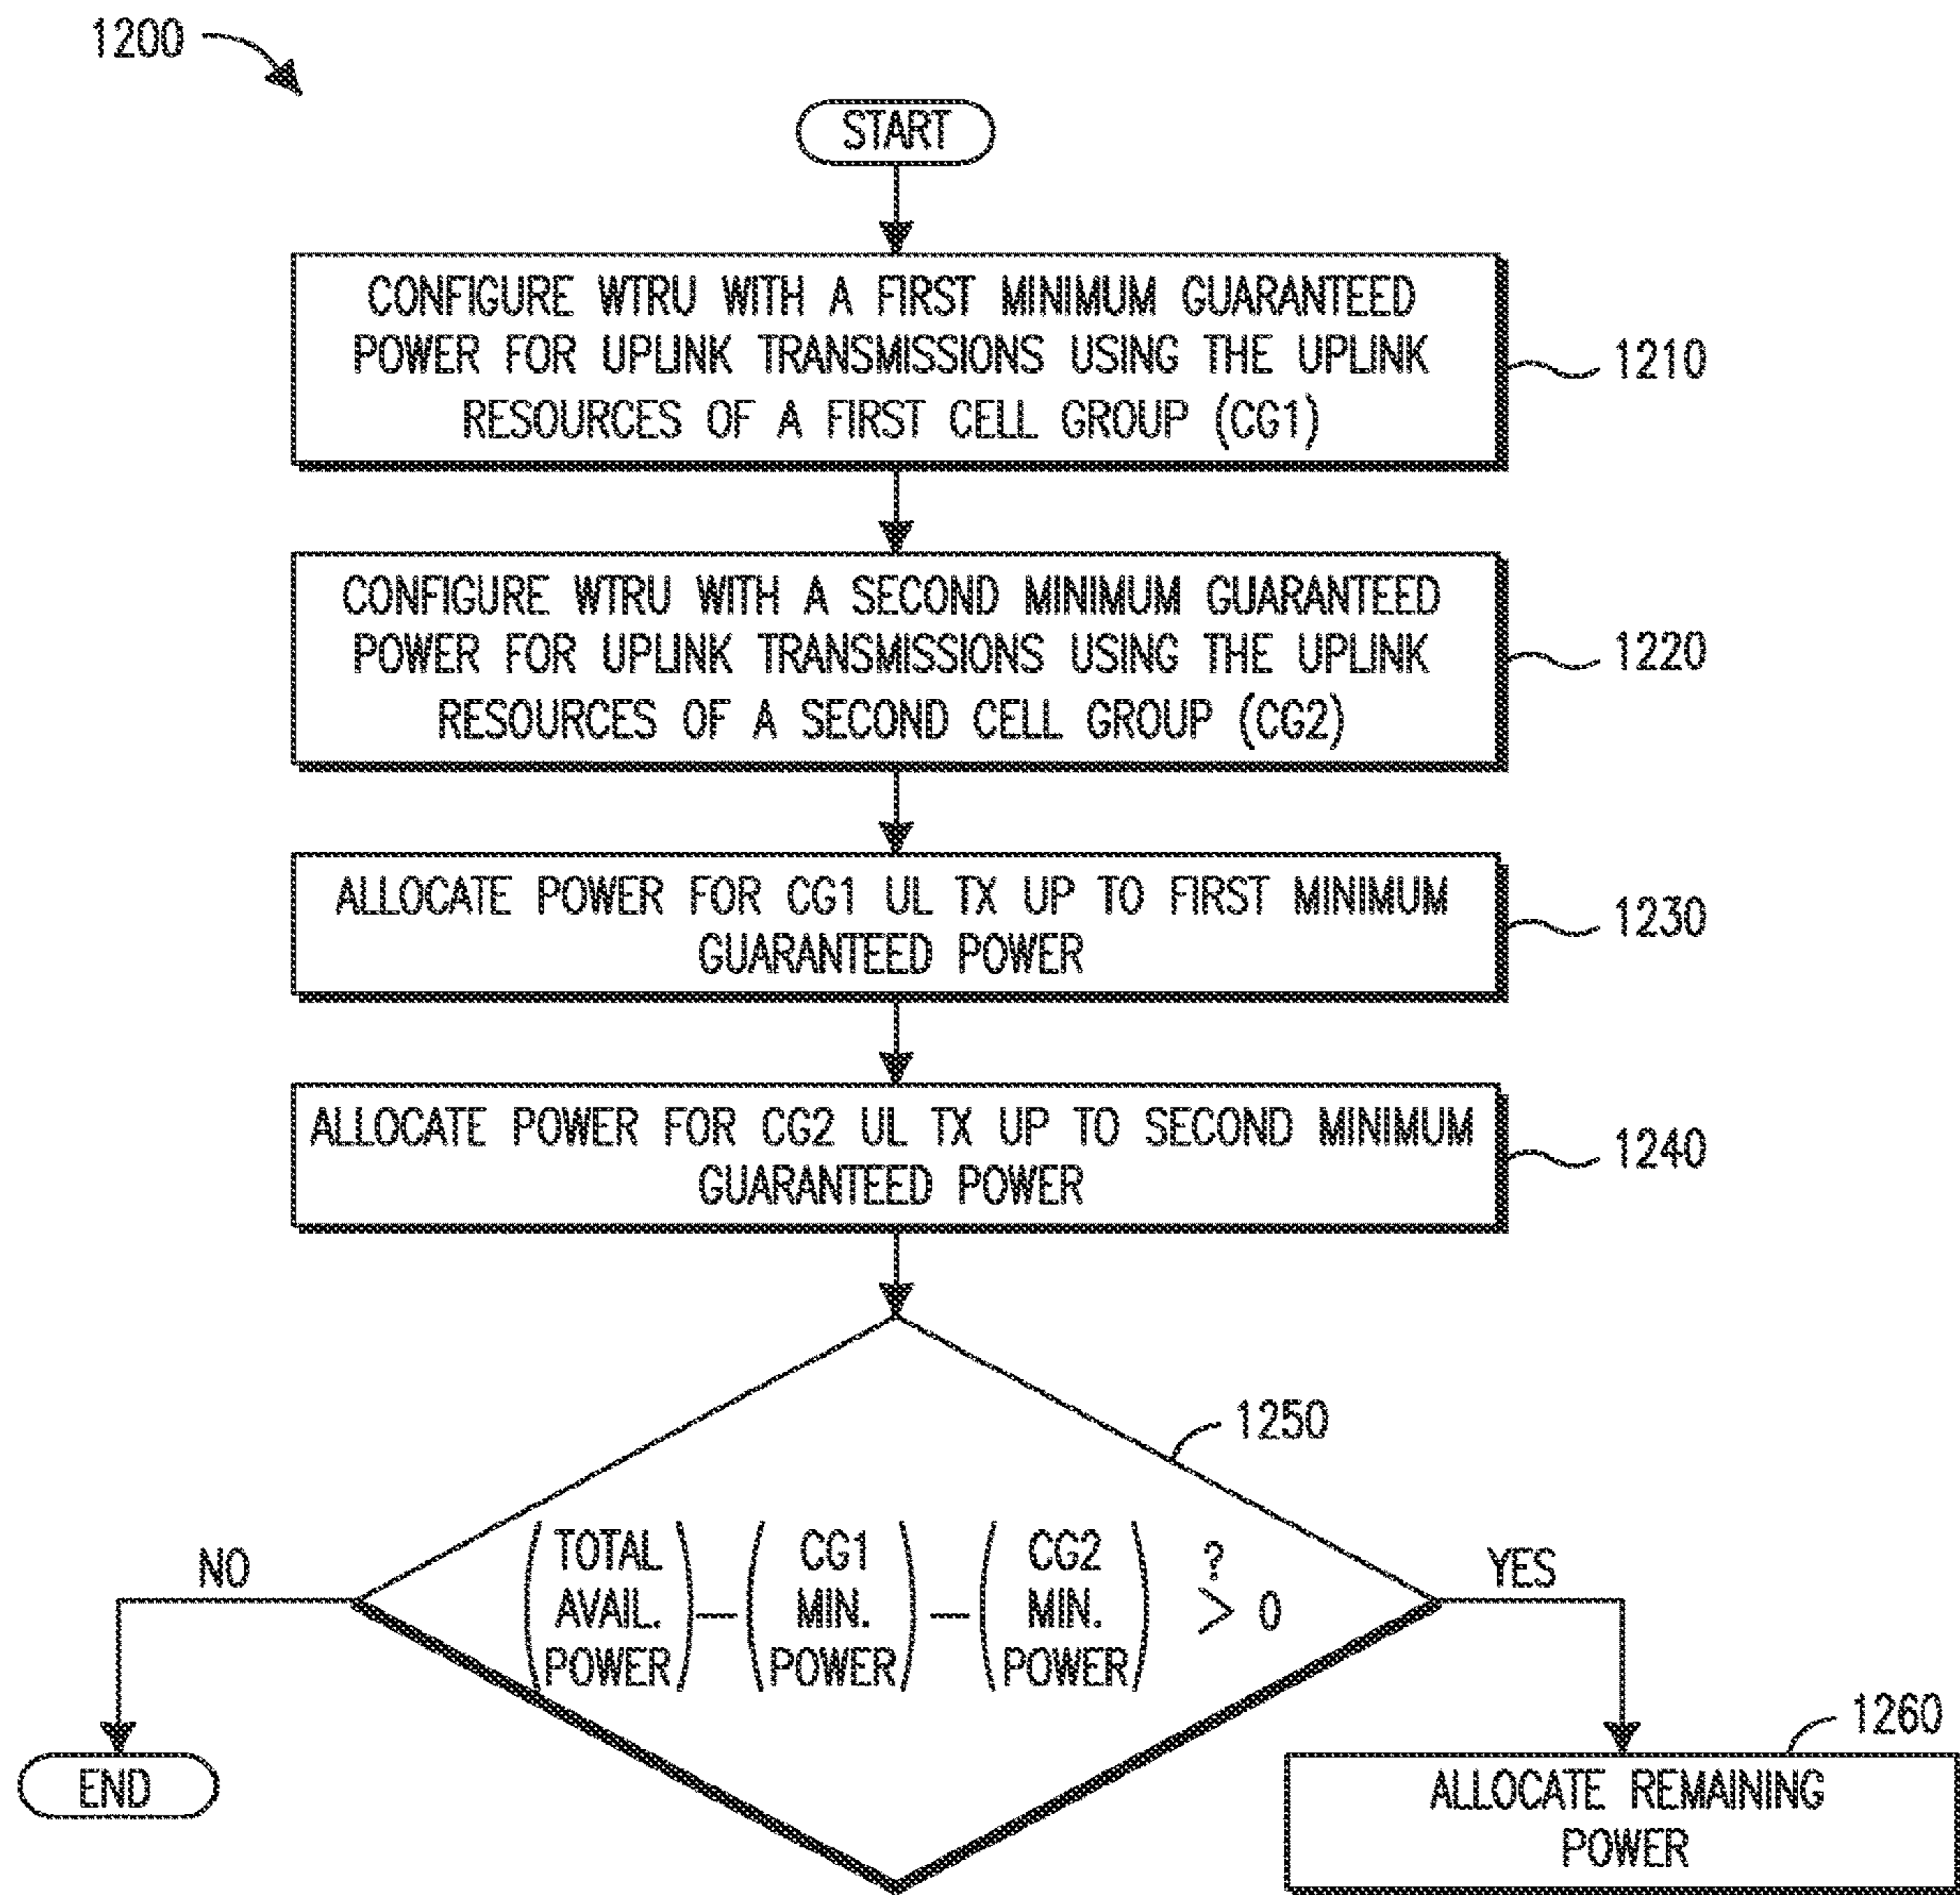 1200
START
CONFIGURE WTRU WITH A FIRST MINIMUM GUARANTEED
POWER FOR UPLINK TRANSMISSIONS USING THE UPLINK
RESOURCES OF A FIRST CELL GROUP (CG1)
1210
CONFIGURE WTRU WITH A SECOND MINIMUM GUARANTEED
POWER FOR UPLINK TRANSMISSIONS USING THE UPLINK
RESOURCES OF A SECOND CELL GROUP (CG2)
1220
ALLOCATE POWER FOR CG1 UL TX UP TO FIRST MINIMUM
GUARANTEED POWER
1230
ALLOCATE POWER FOR CG2 UL TX UP TO SECOND MINIMUM
GUARANTEED POWER
1240
1250
(TOTAL
AVAIL.
POWER)
–
(CG1
MIN.
POWER)
–
(CG2
MIN.
POWER)
?
> 0
NO
YES
END
1260
ALLOCATE REMAINING
POWER